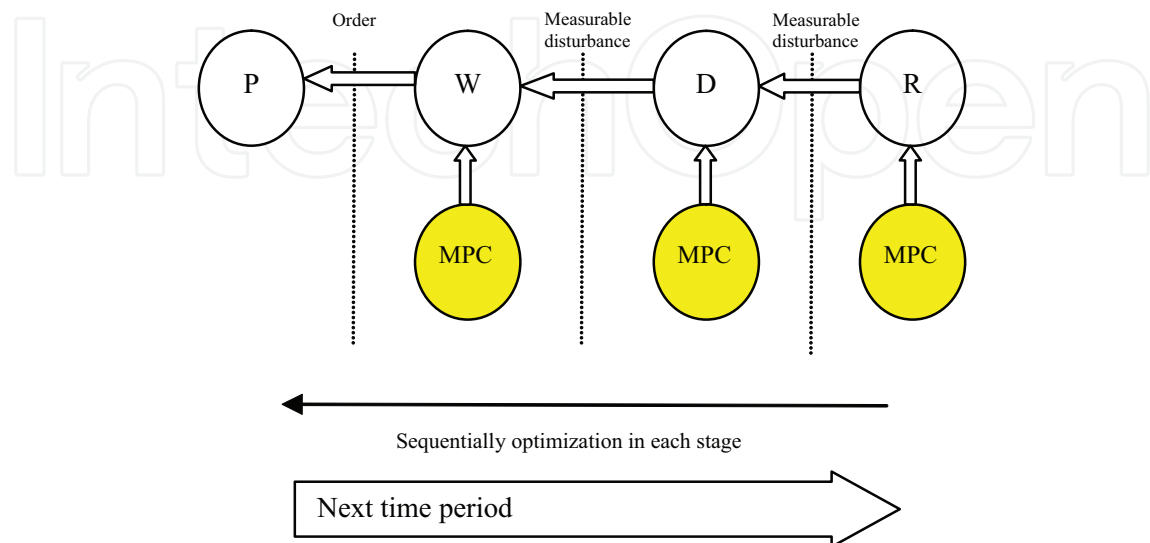 Order
Measurable
disturbance
Measurable
disturbance
P
W
D
R
IntechOpen
MPC
MPC
MPC
Sequentially optimization in each stage
Next time period